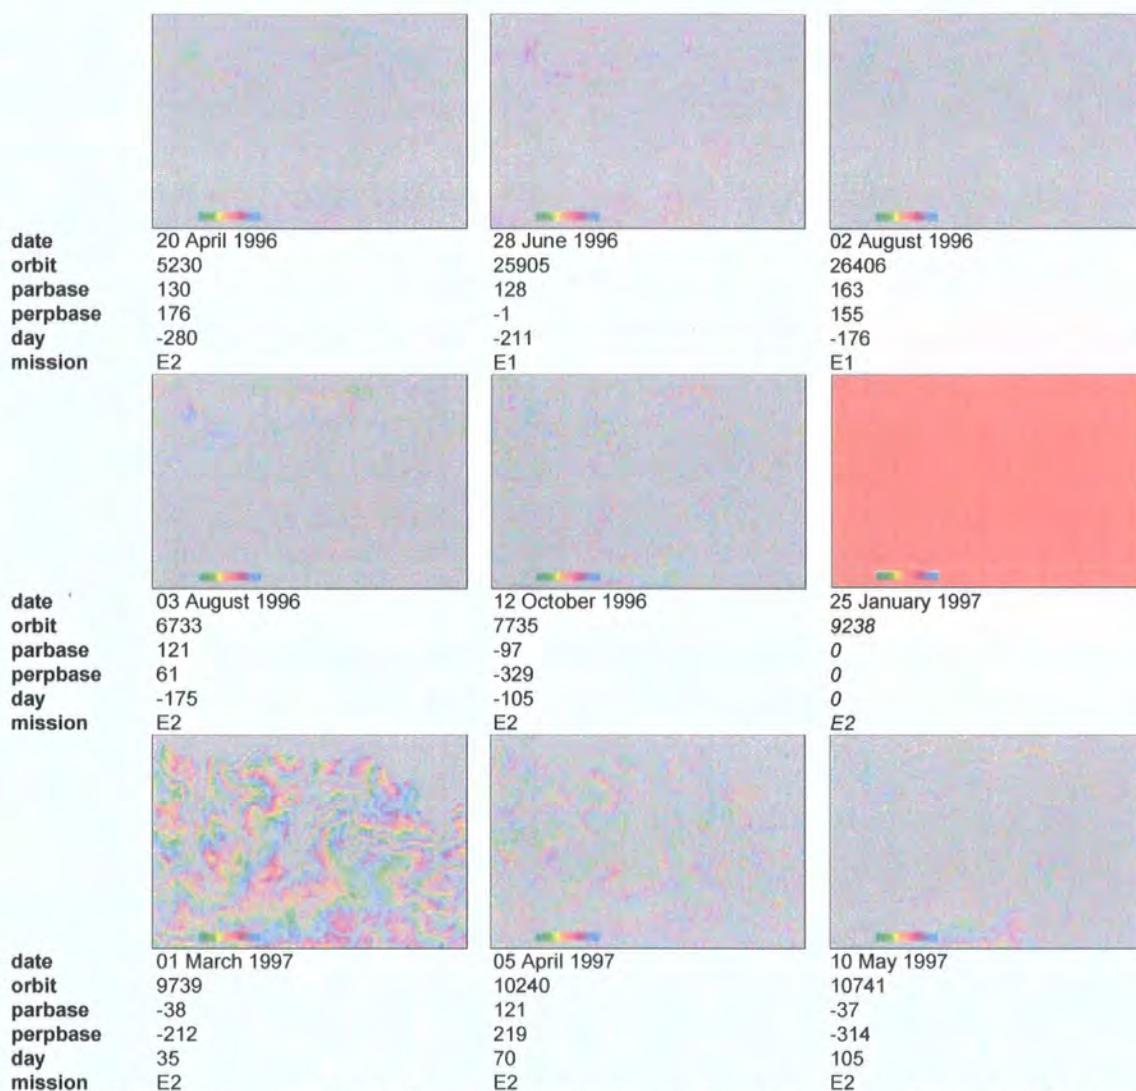 date 20 April 1996 28 June 1996 02 August 1996
orbit 5230 25905 26406
parbase 130 128 163
perpbase 176 -1 155
day -280 -211 -176
mission E2 E1 E1
date 03 August 1996 12 October 1996 25 January 1997
orbit 6733 7735 9238
parbase 121 -97 0
perpbase 61 -329 0
day -175 -105 0
mission E2 E2 E2
date 01 March 1997 05 April 1997 10 May 1997
orbit 9739 10240 10741
parbase -38 121 -37
perpbase -212 219 -314
day 35 70 105
mission E2 E2 E2